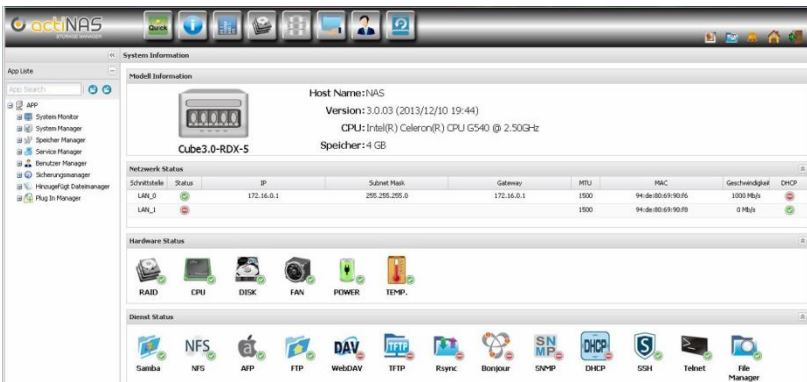 actiNAS
STORAGE MANAGER
Quick
System Information
App Liste
App Search
APP
System Monitor
System Manager
Speicher Manager
Service Manager
Benutzer Manager
Sicherungsmanager
Hinzugefügt Dateimanager
Plug In Manager
Modell Information
Cube3.0-RDX-5
Host Name: NAS
Version: 3.0.03 (2013/12/10 19:44)
CPU: Intel(R) Celeron(R) CPU G540 @ 2.50GHz
Speicher: 4 GB
Netzwerk Status
Schnittstelle Status IP Subnet Mask Gateway MTU MAC Geschwindigkeit DHCP
LAN_0 172.16.0.1 255.255.255.0 172.16.0.1 1500 94:de:80:69:90:f6 1000 Mb/s
LAN_1 1500 94:de:80:69:90:f8 0 Mb/s
Hardware Status
RAID CPU DISK FAN POWER TEMP.
Dienst Status
NFS DAV TFTP SN MP DHCP S
Samba NFS AFP FTP WebDAV TFTP Rsync Bonjour SNMP DHCP SSH Telnet File Manager